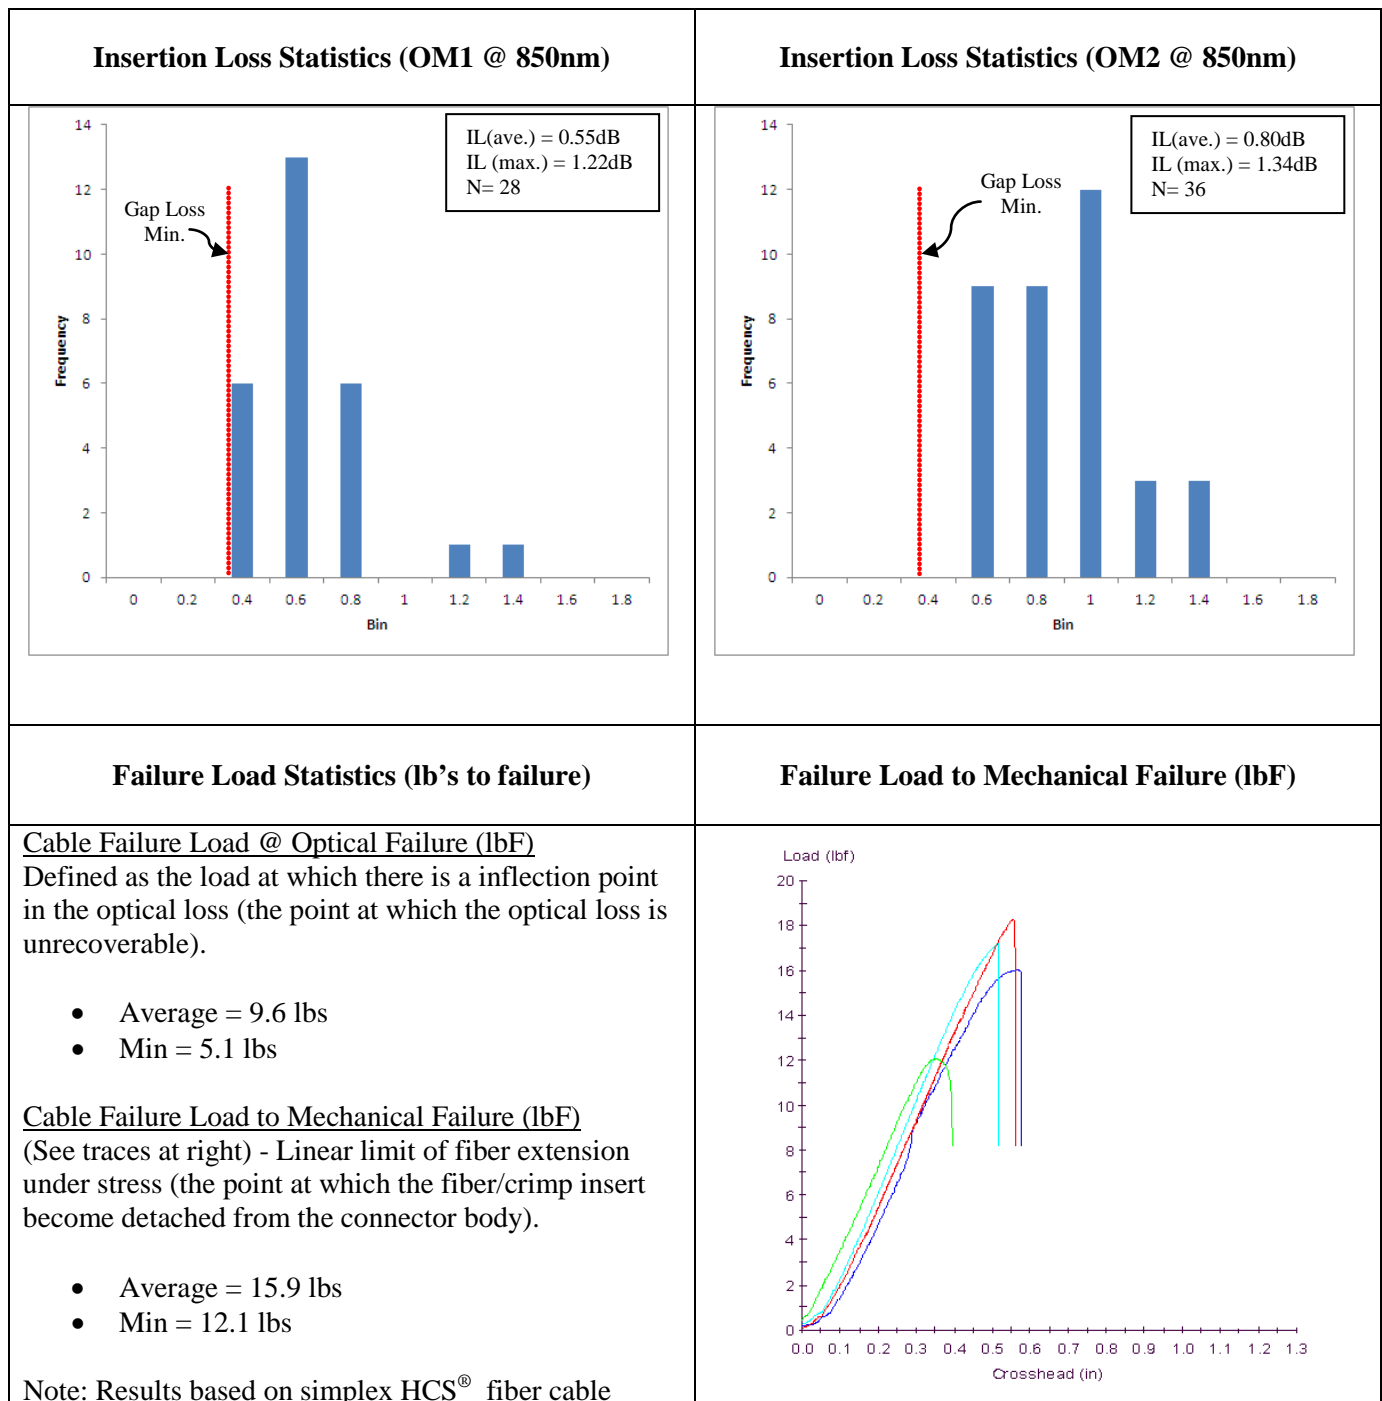 Insertion Loss Statistics (OM1 @ 850nm)
Insertion Loss Statistics (OM2 @ 850nm)
14
12
10
8
6
4
2
0
Frequency
Gap Loss
Min.
IL(ave.) = 0.55dB
IL (max.) = 1.22dB
N= 28
0 0.2 0.4 0.6 0.8 1 1.2 1.4 1.6 1.8
Bin
14
12
10
8
6
4
2
0
Frequency
Gap Loss
Min.
IL(ave.) = 0.80dB
IL (max.) = 1.34dB
N= 36
0 0.2 0.4 0.6 0.8 1 1.2 1.4 1.6 1.8
Bin
Failure Load Statistics (lb’s to failure)
Failure Load to Mechanical Failure (lbF)
Cable Failure Load @ Optical Failure (lbF)
Defined as the load at which there is a inflection point
in the optical loss (the point at which the optical loss is
unrecoverable).
• Average = 9.6 lbs
• Min = 5.1 lbs
Cable Failure Load to Mechanical Failure (lbF)
(See traces at right) - Linear limit of fiber extension
under stress (the point at which the fiber/crimp insert
become detached from the connector body).
• Average = 15.9 lbs
• Min = 12.1 lbs
Note: Results based on simplex HCS® fiber cable
Load (lbf)
20
18
16
14
12
10
8
6
4
2
0
0.0 0.1 0.2 0.3 0.4 0.5 0.6 0.7 0.8 0.9 1.0 1.1 1.2 1.3
Crosshead (in)